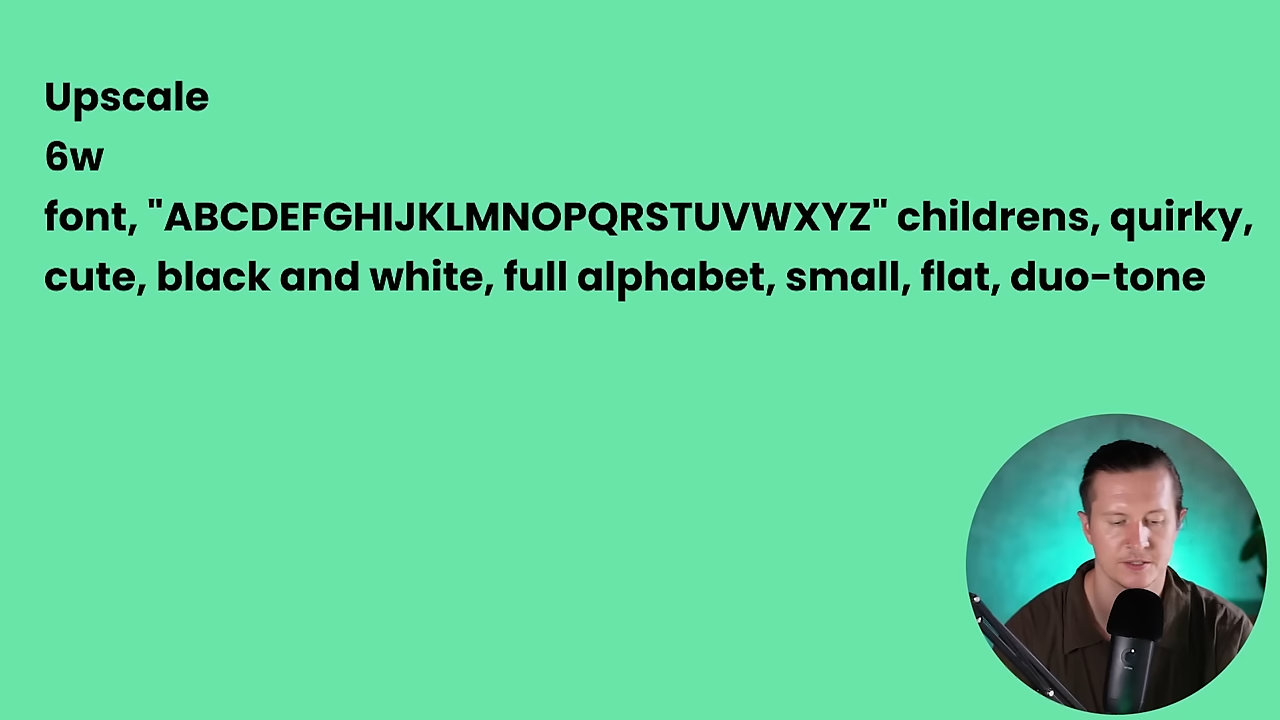 Upscale
6w
font, "ABCDEFGHIJKLMNOPQRSTUVWXYZ" childrens, quirky,
cute, black and white, full alphabet, small, flat, duo-tone